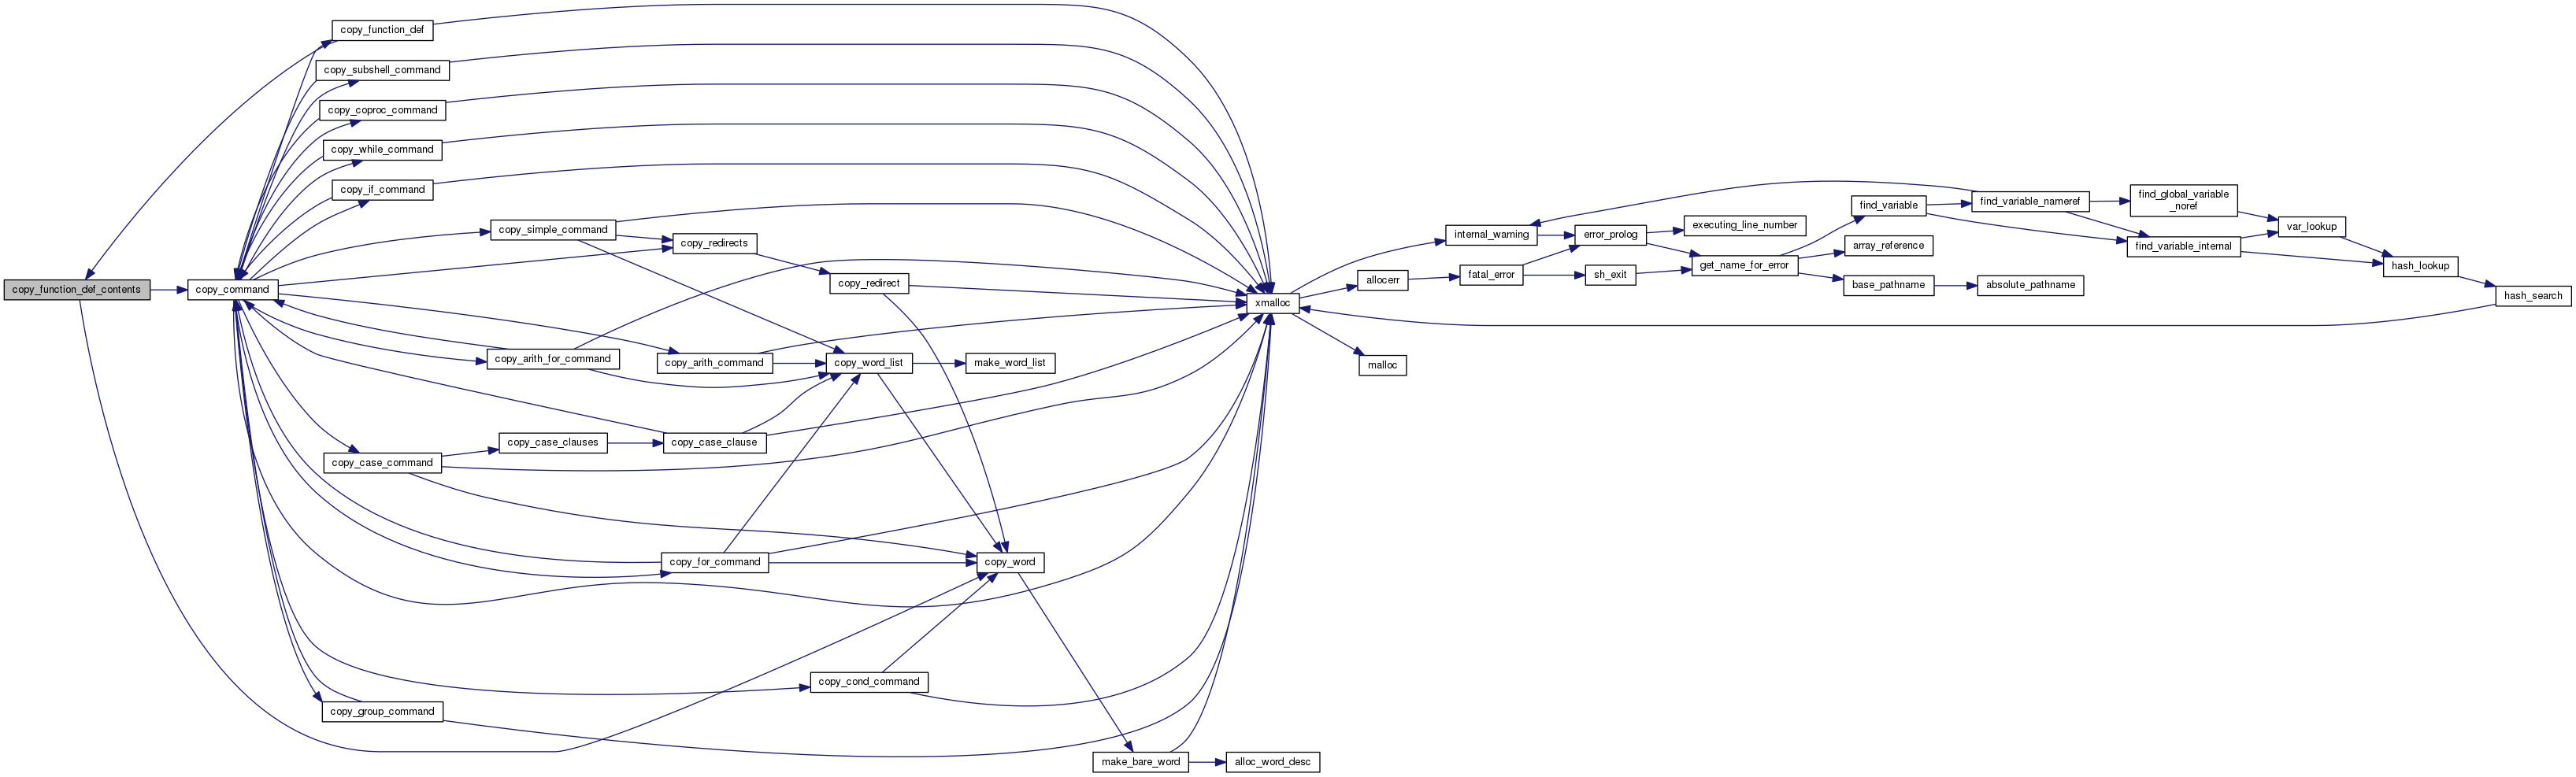 copy_function_def
copy_subshell_command
copy_coproc_command
copy_while_command
copy_if_command
find_variable_nameref
find_global_variable
_noref
find_variable
var_lookup
copy_simple_command
copy_redirects
internal_warning
error_prolog
executing_line_number
array_reference
find_variable_internal
get_name_for_error
hash_lookup
copy_function_def_contents
copy_command
copy_redirect
allocerr
fatal_error
sh_exit
base_pathname
absolute_pathname
hash_search
xmalloc
copy_arith_for_command
copy_arith_command
copy_word_list
make_word_list
malloc
copy_case_command
copy_case_clauses
copy_case_clause
copy_for_command
copy_word
copy_cond_command
copy_group_command
make_bare_word
alloc_word_desc